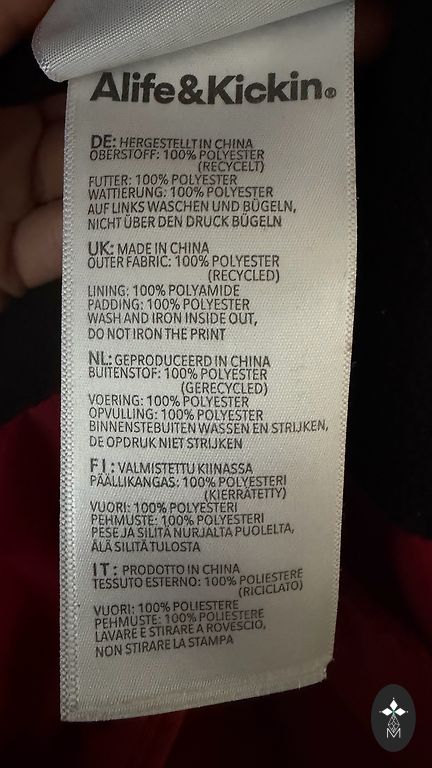 Alife&Kickin®
DE: HERGESTELLT IN CHINA
OBERSTOFF: 100% POLYESTER
(RECYCELT)
FUTTER: 100% POLYESTER
WATTIERUNG: 100% POLYESTER
AUF LINKS WASCHEN UND BÜGELN,
NICHT ÜBER DEN DRUCK BÜGELN
UK: MADE IN CHINA
OUTER FABRIC: 100% POLYESTER
(RECYCLED)
LINING: 100% POLYAMIDE
PADDING: 100% POLYESTER
WASH AND IRON INSIDE OUT,
DO NOT IRON THE PRINT
NL: GEPRODUCEERD IN CHINA
BUITENSTOF: 100% POLYESTER
(GERECYCLED)
VOERING: 100% POLYESTER
OPVULLING: 100% POLYESTER
BINNENSTEBUITEN WASSEN EN STRIJKEN,
DE OPDRUK NIET STRIJKEN
FI: VALMISTETTU KIINASSA
PÄÄLLIKANGAS: 100% POLYESTERI
(KIERRÄTETTY)
VUORI: 100% POLYESTERI
PEHMUSTE: 100% POLYESTERI
PESE JA SILITÄ NURJALTA PUOLELTA,
ÄLÄ SILITÄ TULOSTA
IT: PRODOTTO IN CHINA
TESSUTO ESTERNO: 100% POLIESTERE
(RICICLATO)
VUORI: 100% POLIESTERE
PEHMUSTE: 100% POLIESTERE
LAVARE E STIRARE A ROVESCIO,
NON STIRARE LA STAMPA
M